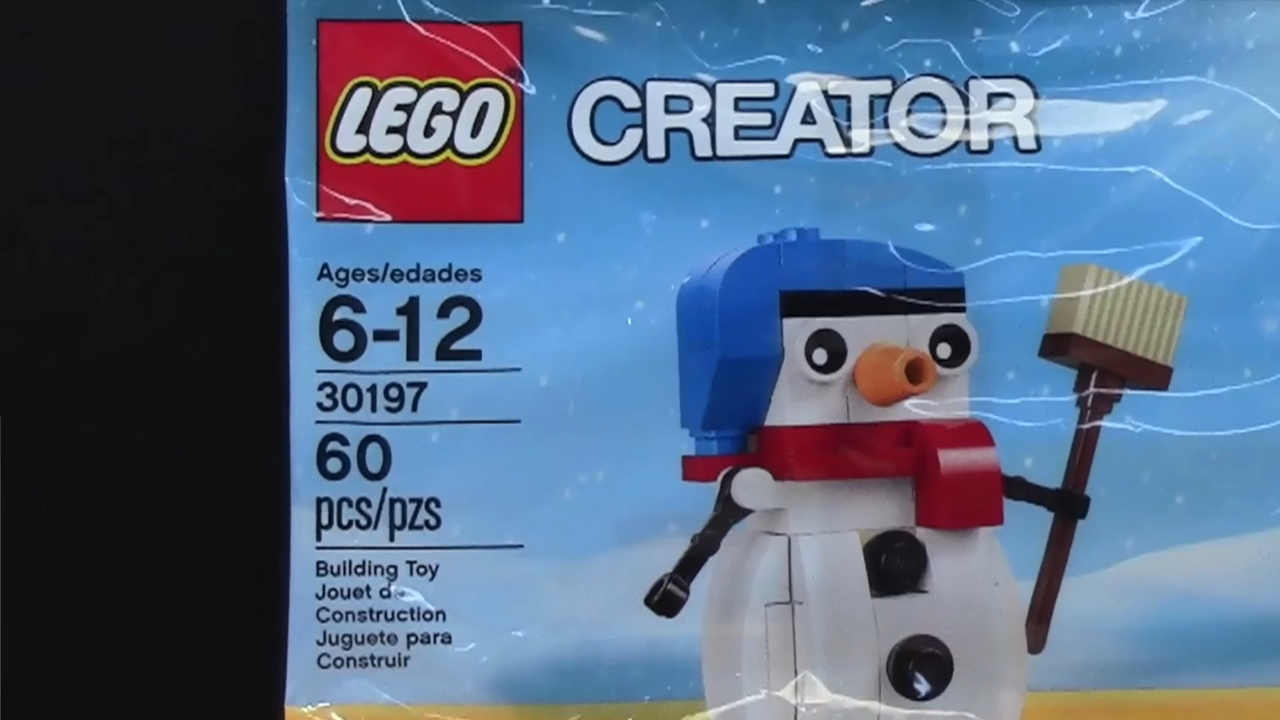 LEGO CREATOR
Ages/edades
6-12
30197
60
pcs/pzs
Building Toy
Jouet de
Construction
Juguete para
Construir